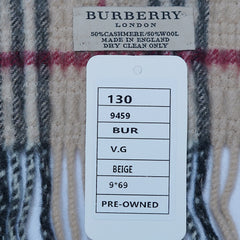 BURBERRY
LONDON
50%CASHMERE/50%WOOL
MADE IN ENGLAND
DRY CLEAN ONLY
130
9459
BUR
V.G
BEIGE
9*69
PRE-OWNED